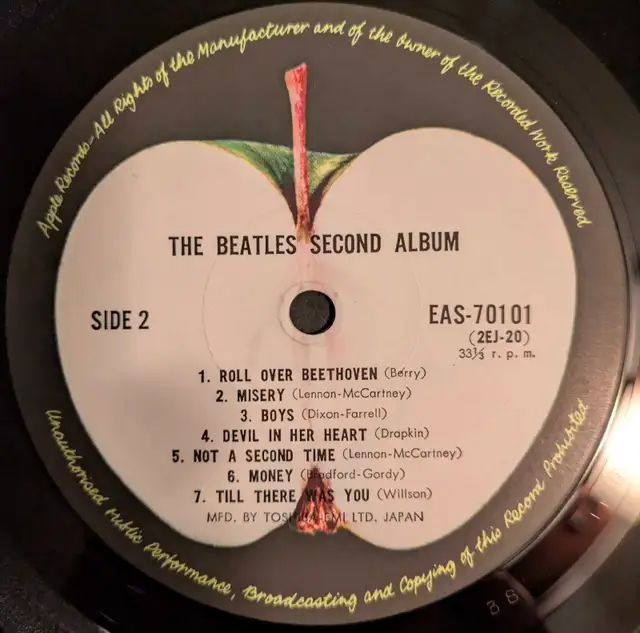 Apple Records–All Rights of the Manufacturer and of the Owner of the Recorded Work Reserved
THE BEATLES SECOND ALBUM
SIDE 2
EAS-70101
(2EJ-20)
33⅓ r. p. m.
1. ROLL OVER BEETHOVEN (Berry)
2. MISERY (Lennon-McCartney)
3. BOYS (Dixon-Farrell)
4. DEVIL IN HER HEART (Drapkin)
5. NOT A SECOND TIME (Lennon-McCartney)
6. MONEY (Bradford-Gordy)
7. TILL THERE WAS YOU (Willson)
MFD. BY TOSHIBA-EMI LTD. JAPAN
Unauthorised Public Performance, Broadcasting and Copying of this Record Prohibited